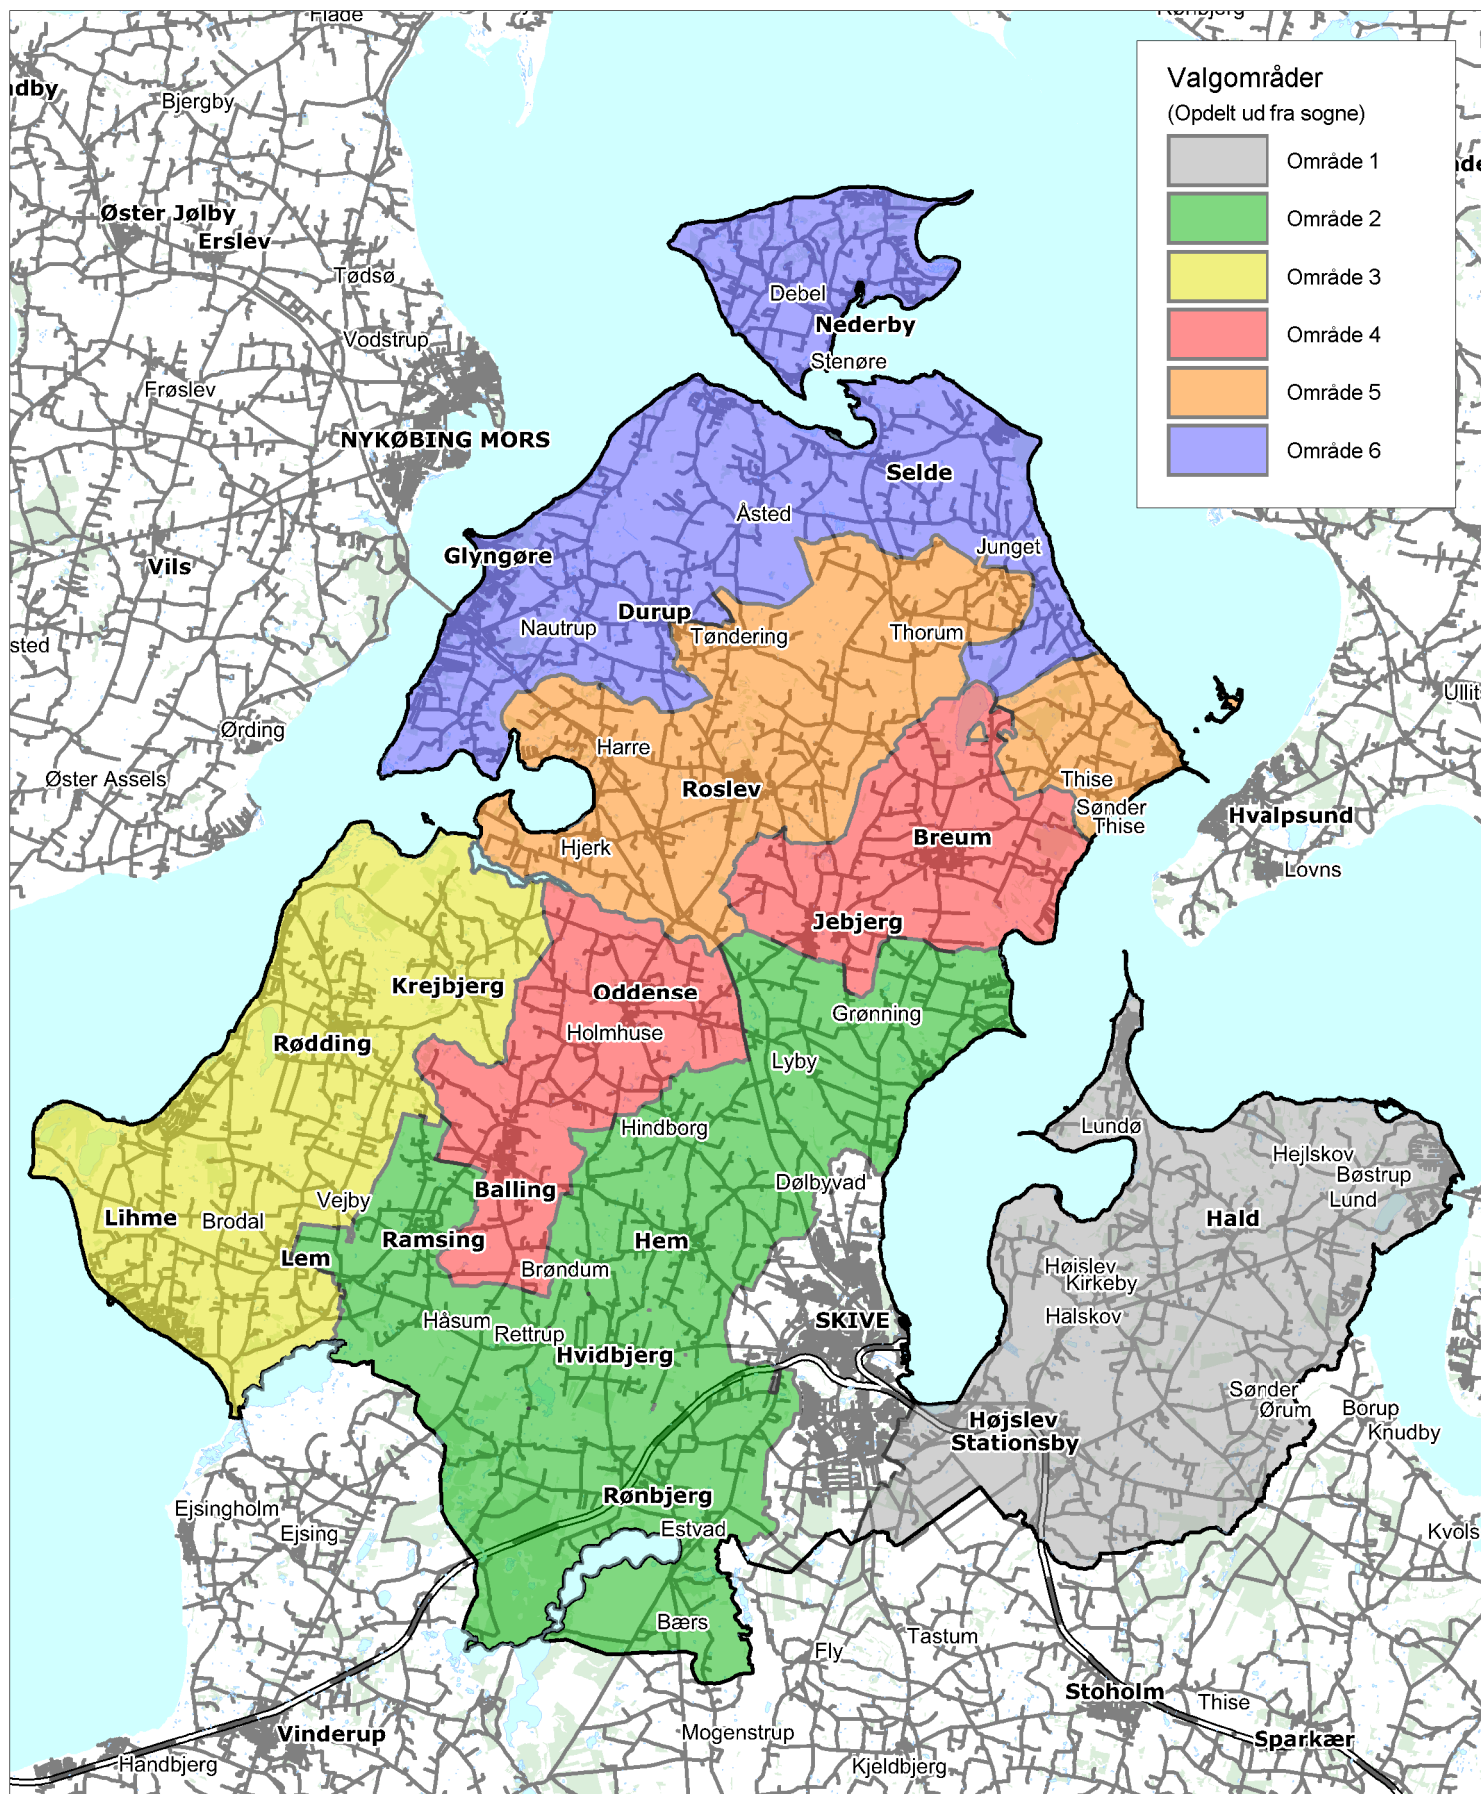 Flade
Rønbjerg
Valgområder
(Opdelt ud fra sogne)
Område 1
Område 2
Område 3
Område 4
Område 5
Område 6
Bjergby
Øster Jølby
Erslev
Tødsø
Vodstrup
Frøslev
NYKØBING MORS
Vils
Ørding
Øster Assels
Debel
Nederby
Stenøre
Selde
Åsted
Junget
Glyngøre
Durup
Nautrup
Tøndering
Thorum
Harre
Roslev
Thise
Sønder
Thise
Hjerk
Breum
Hvalpsund
Lovns
Jebjerg
Krejbjerg
Oddense
Holmhuse
Grønning
Rødding
Lyby
Hindborg
Lundø
Hejlskov
Bøstrup
Lund
Dølbyvad
Balling
Vejby
Lihme
Brodal
Hald
Ramsing
Hem
Lem
Brøndum
Høislev
Kirkeby
Halskov
Håsum
Rettrup
SKIVE
Hvidbjerg
Sønder
Ørum
Borup
Knudby
Højslev
Stationsby
Rønbjerg
Ejsingholm
Ejsing
Estvad
Kvols
Bærs
Fly
Tastum
Stoholm
Thise
Vinderup
Mogenstrup
Sparkær
Handbjerg
Kjeldbjerg